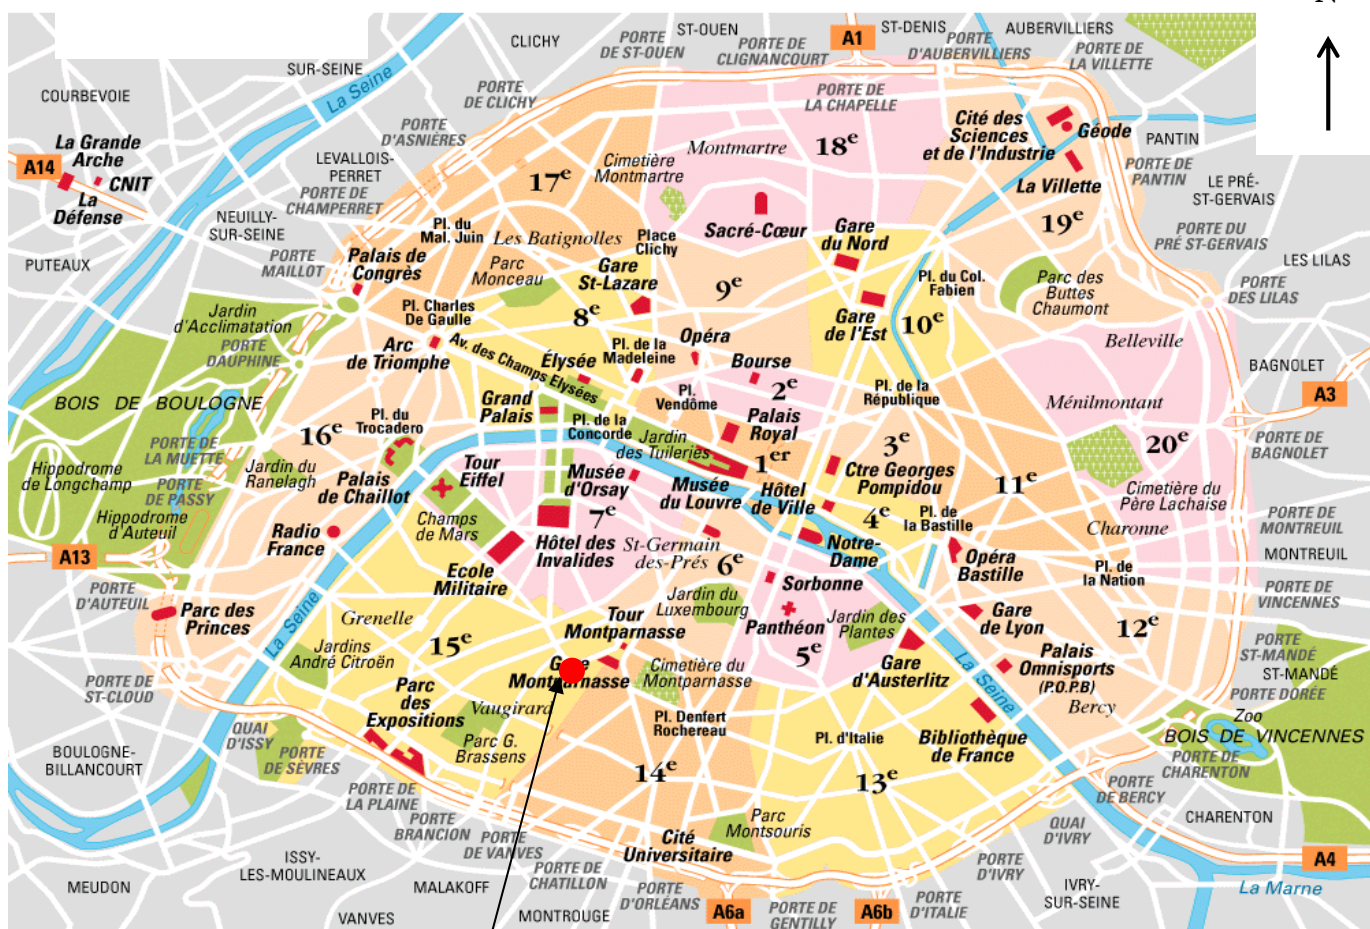 N
ST-OUEN
ST-DENIS
AUBERVILLIERS
CLICHY
PORTE
DE ST-OUEN
PORTE DE
CLIGNANCOURT
A1
PORTE
D'AUBERVILLIERS
PORTE DE
LA VILLETTE
SUR-SEINE
La Seine
PORTE
DE CLICHY
PORTE DE
LA CHAPELLE
COURBEVOIE
PORTE
D'ASNIÈRES
Cité des
Sciences
et de l'Industrie
Géode
PANTIN
La Grande
Arche
A14
CNIT
La
Défense
LEVALLOIS-
PERRET
PORTE DE
CHAMPERRET
17e
Cimetière
Montmartre
Montmartre
18e
La Villette
PORTE DE
PANTIN
LE PRÉ-
ST-GERVAIS
NEUILLY-
SUR-SEINE
Pl. du
Mal. Juin
Les Batignolles
Place
Clichy
Sacré-Cœur
Gare
du Nord
19e
PORTE DU
PRÉ ST-GERVAIS
PUTEAUX
PORTE
MAILLOT
Palais de
Congrès
Parc
Monceau
Gare
St-Lazare
9e
Pl. du Col.
Fabien
Parc des
Buttes
Chaumont
LES LILAS
PORTE
DES LILAS
Jardin
d'Acclimatation
Pl. Charles
De Gaulle
8e
Gare
de l'Est
10e
PORTE
DAUPHINE
Arc
de Triomphe
Av. des Champs Elysées
Élysée
Pl. de la
Madeleine
Opéra
Bourse
Belleville
BAGNOLET
BOIS DE BOULOGNE
Grand
Palais
Pl.
Vendôme
2e
Pl. de la
République
Ménilmontant
A3
16e
Pl. du
Trocadero
Pl. de la
Concorde
Jardin
des Tuileries
Palais
Royal
3e
20e
PORTE DE
LA MUETTE
PORTE DE
BAGNOLET
Hippodrome
de Longchamp
PORTE
DE PASSY
Jardin du
Ranelagh
Palais
de Chaillot
Tour
Eiffel
Musée
d'Orsay
Musée
du Louvre
1er
Hôtel
de Ville
Ctre Georges
Pompidou
11e
Cimetière du
Père Lachaise
Hippodrome
d'Auteuil
Radio
France
Champs
de Mars
7e
Hôtel des
Invalides
St-Germain
des-Prés
4e
Pl. de
la Bastille
Charonne
PORTE DE
MONTREUIL
A13
Ecole
Militaire
6e
Notre-
Dame
Opéra
Bastille
Pl. de
la Nation
MONTREUIL
PORTE
D'AUTEUIL
Parc des
Princes
La Seine
Grenelle
Jardin du
Luxembourg
Sorbonne
Panthéon
Jardin des
Plantes
Gare
de Lyon
12e
PORTE DE
VINCENNES
Tour
Montparnasse
15e
Jardins
André Citroën
Gare
Montparnasse
Cimetière du
Montparnasse
5e
Gare
d'Austerlitz
La Seine
Palais
Omnisports
(P.O.P.B)
PORTE
ST-MANDÉ
ST-MANDÉ
PORTE DORÉE
PORTE DE
ST-CLOUD
Parc
des
Expositions
Vaugirard
Pl. Denfert
Rochereau
Bercy
Zoo
BOIS DE VINCENNES
QUAI
D'ISSY
PORTE
DE SÈVRES
Parc G.
Brassens
Pl. d'Italie
Bibliothèque
de France
PORTE DE
CHARENTON
BOULOGNE-
BILLANCOURT
14e
13e
PORTE
DE BERCY
PORTE DE
LA PLAINE
PORTE
BRANCION
Parc
Montsouris
CHARENTON
QUAI
D'IVRY
PORTE
DE VANVES
Cité
Universitaire
ISSY-
LES-MOULINEAUX
PORTE DE
CHATILLON
PORTE
D'IVRY
A4
MEUDON
MALAKOFF
PORTE
D'ORLÉANS
IVRY-
SUR-SEINE
La Marne
VANVES
MONTROUGE
A6a
PORTE DE
GENTILLY
A6b
PORTE
D'ITALIE